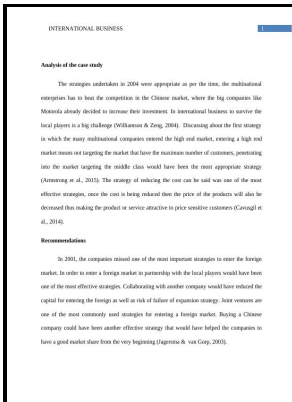 INTERNATIONAL BUSINESS 1
Analysis of the case study
The strategies undertaken in 2004 were appropriate as per the time, the multinational
enterprises has to beat the competition in the Chinese market, where the big companies like
Motorola already decided to increase their investment. In international business to survive the
local players is a big challenge (Williamson & Zeng, 2004). Discussing about the first strategy
in which the many multinational companies entered the high end market, entering a high end
market means not targeting the market that have the maximum number of customers, penetrating
into the market targeting the middle class would have been the most appropriate strategy
(Armstrong et al., 2015). The strategy of reducing the cost can be said was one of the most
effective strategies, once the cost is being reduced then the price of the products will also be
decreased thus making the product or service attractive to price sensitive customers (Cavusgil et
al., 2014).
Recommendations
In 2001, the companies missed one of the most important strategies to enter the foreign
market. In order to enter a foreign market in partnership with the local players would have been
one of the most effective strategies. Collaborating with another company would have reduced the
capital for entering the foreign as well as risk of failure of expansion strategy. Joint ventures are
one of the most commonly used strategies for entering a foreign market. Buying a Chinese
company could have been another effective strategy that would have helped the companies to
have a good market share from the very beginning (Jagersma & van Gorp, 2003).